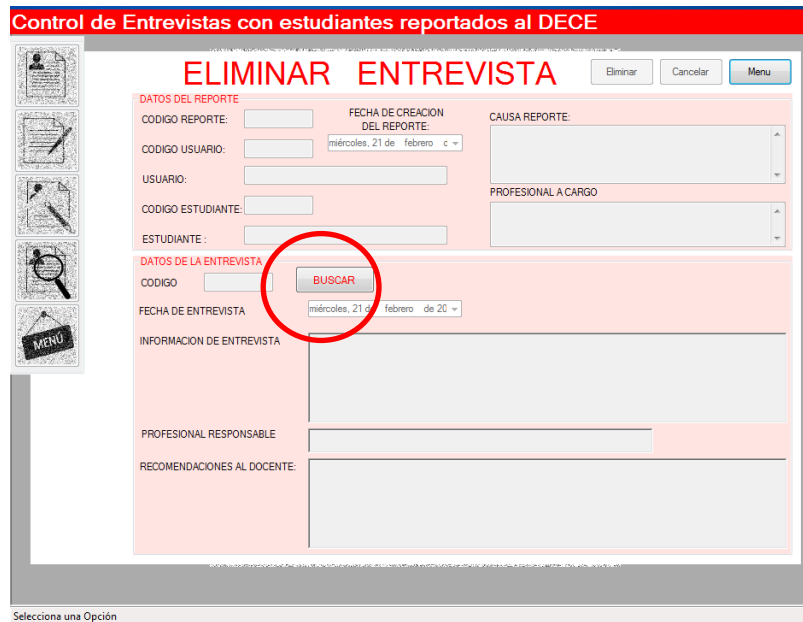 Control de Entrevistas con estudiantes reportados al DECE
ELIMINAR ENTREVISTA
Eliminar
Cancelar
Menu
DATOS DEL REPORTE
CODIGO REPORTE:
FECHA DE CREACION
DEL REPORTE:
miércoles, 21 de febrero
CAUSA REPORTE:
CODIGO USUARIO:
USUARIO:
PROFESIONAL A CARGO
CODIGO ESTUDIANTE:
ESTUDIANTE :
DATOS DE LA ENTREVISTA
CODIGO
BUSCAR
FECHA DE ENTREVISTA
miércoles, 21 de febrero de 20
INFORMACION DE ENTREVISTA
MENÚ
PROFESIONAL RESPONSABLE
RECOMENDACIONES AL DOCENTE:
Selecciona una Opción